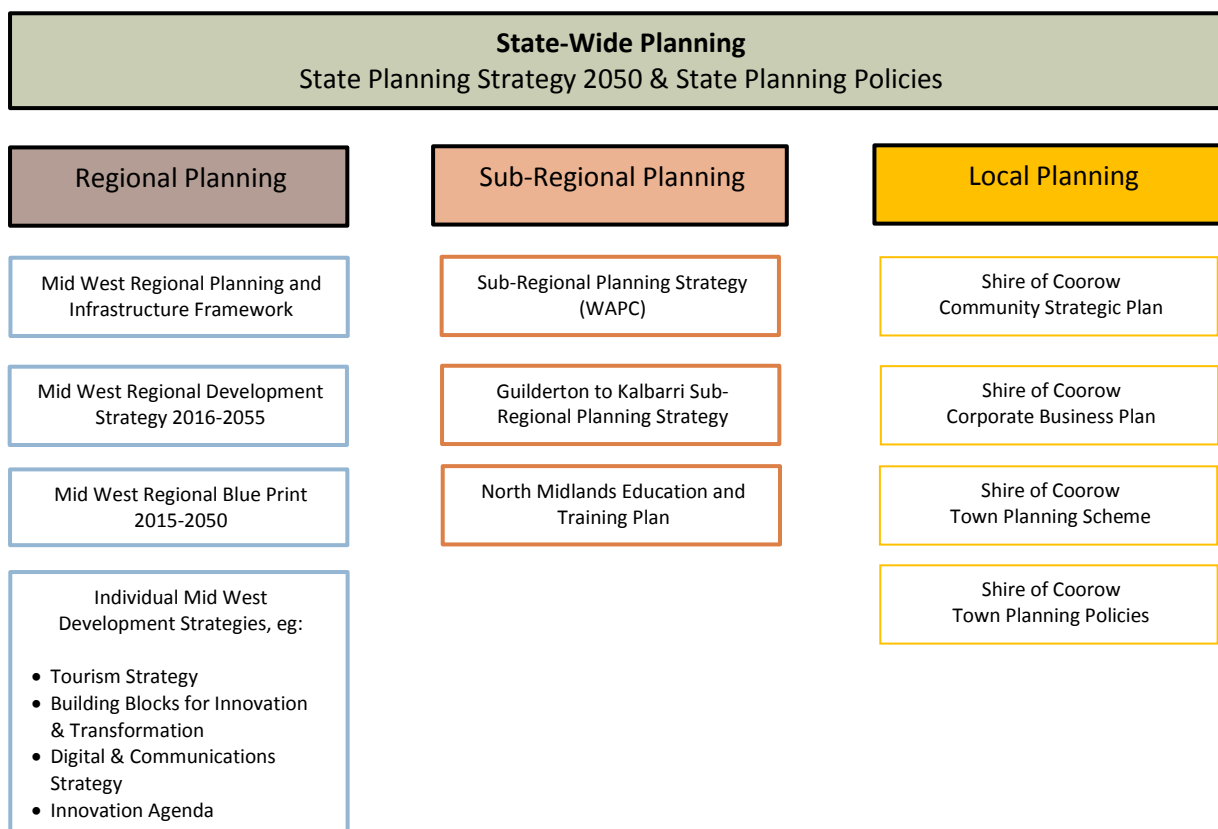 State-Wide Planning
State Planning Strategy 2050 & State Planning Policies
Regional Planning
Mid West Regional Planning and
Infrastructure Framework
Mid West Regional Development
Strategy 2016-2055
Mid West Regional Blue Print
2015-2050
Individual Mid West
Development Strategies, eg:
• Tourism Strategy
• Building Blocks for Innovation
& Transformation
• Digital & Communications
Strategy
• Innovation Agenda
Sub-Regional Planning
Sub-Regional Planning Strategy
(WAPC)
Guilderton to Kalbarri Sub-
Regional Planning Strategy
North Midlands Education and
Training Plan
Local Planning
Shire of Coorow
Community Strategic Plan
Shire of Coorow
Corporate Business Plan
Shire of Coorow
Town Planning Scheme
Shire of Coorow
Town Planning Policies